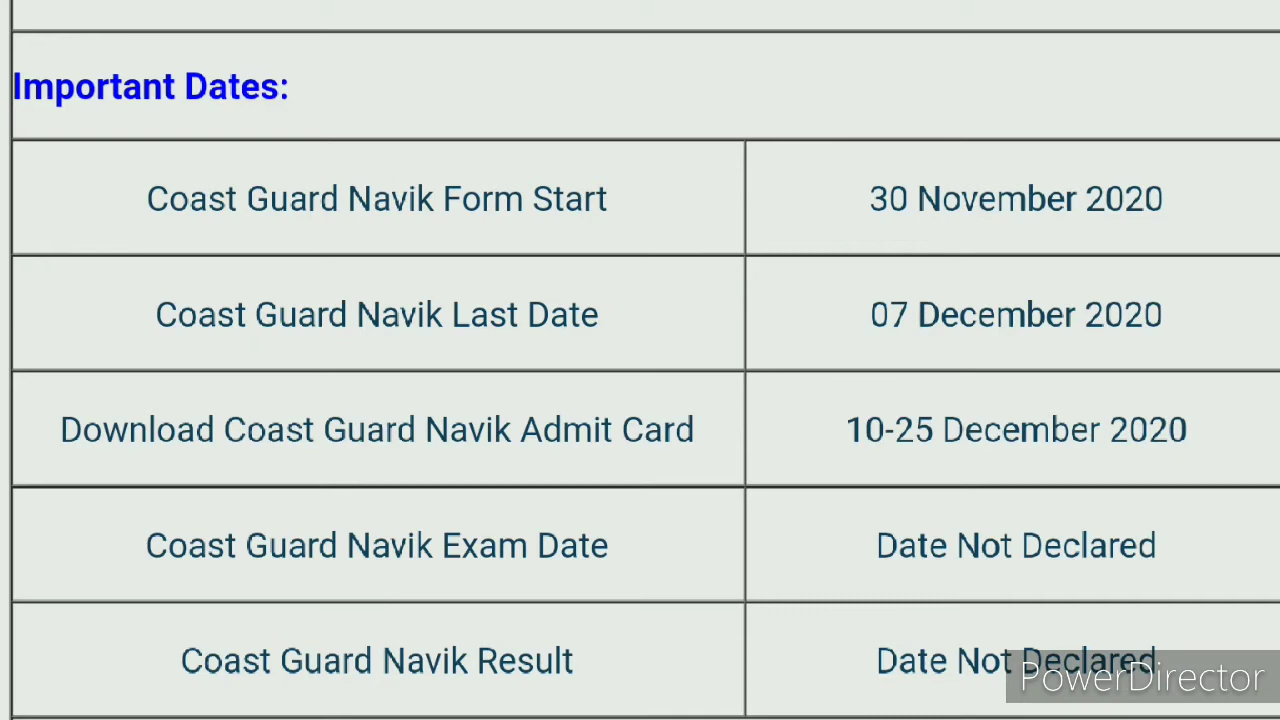 Important Dates:
Coast Guard Navik Form Start 30 November 2020
Coast Guard Navik Last Date 07 December 2020
Download Coast Guard Navik Admit Card 10-25 December 2020
Coast Guard Navik Exam Date Date Not Declared
Coast Guard Navik Result Date Not Declared
PowerDirector